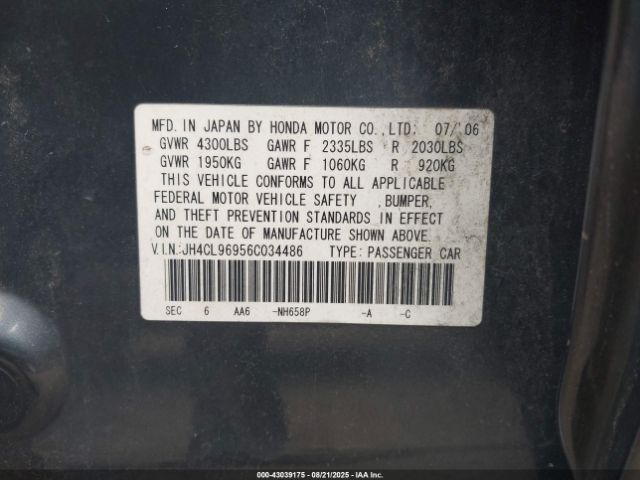 MFD. IN JAPAN BY HONDA MOTOR CO., LTD. 07/'06
GVWR 4300LBS GAWR F 2335LBS R 2030LBS
GVWR 1950KG GAWR F 1060KG R 920KG
THIS VEHICLE CONFORMS TO ALL APPLICABLE
FEDERAL MOTOR VEHICLE SAFETY ,BUMPER,
AND THEFT PREVENTION STANDARDS IN EFFECT
ON THE DATE OF MANUFACTURE SHOWN ABOVE.
V.I.N.:JH4CL96956C034486 TYPE: PASSENGER CAR
SEC 6 AA6 -NH658P -A -C
000-43039175 - 08/21/2025 - IAAI.com